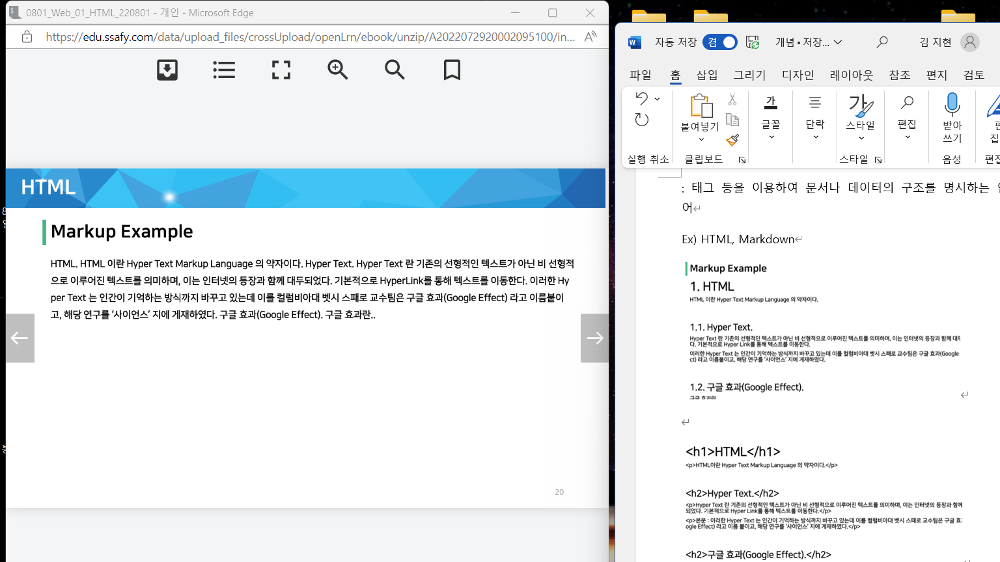 0801_Web_01_HTML_220801 - 개인 - Microsoft Edge
https://edu.ssafy.com/data/upload_files/crossUpload/openLrn/ebook/unzip/A2022072920002095100/in...
HTML
Markup Example
HTML. HTML 이란 Hyper Text Markup Language 의 약자이다. Hyper Text. Hyper Text 란 기존의 선형적인 텍스트가 아닌 비 선형적
으로 이루어진 텍스트를 의미하며, 이는 인터넷의 등장과 함께 대두되었다. 기본적으로 HyperLink를 통해 텍스트를 이동한다. 이러한 Hy
per Text 는 인간이 기억하는 방식까지 바꾸고 있는데 이를 컬럼비아대 벳시 스패로 교수팀은 구글 효과(Google Effect) 라고 이름붙이
고, 해당 연구를 ‘사이언스’ 지에 게재하였다. 구글 효과(Google Effect). 구글 효과란..
20
자동 저장 켬 개념 • 저장... 김 지현
파일 홈 삽입 그리기 디자인 레이아웃 참조 편지 검토
붙여넣기 글꼴 단락 스타일 편집 받아
쓰기
실행 취소 클립보드 스타일 음성
: 태그 등을 이용하여 문서나 데이터의 구조를 명시하는
어
Ex) HTML, Markdown
Markup Example
1. HTML
HTML 이란 Hyper Text Markup Language 의 약자이다.
1.1. Hyper Text.
Hyper Text 란 기존의 선형적인 텍스트가 아닌 비 선형적으로 이루어진 텍스트를 의미하며, 이는 인터넷의 등장과 함께 대두
다. 기본적으로 Hyper Link를 통해 텍스트를 이동한다.
이러한 Hyper Text 는 인간이 기억하는 방식까지 바꾸고 있는데 이를 컬럼비아대 벳시 스패로 교수팀은 구글 효과(Google
ct) 라고 이름붙이고, 해당 연구를 ‘사이언스’ 지에 게재하였다.
1.2. 구글 효과(Google Effect).
구글 효과란
<h1>HTML</h1>
<p>HTML이란 Hyper Text Markup Language 의 약자이다.</p>
<h2>Hyper Text.</h2>
<p>Hyper Text 란 기존의 선형적인 텍스트가 아닌 비 선형적으로 이루어진 텍스트를 의미하며, 이는 인터넷의 등장과 함께
되었다. 기본적으로 Hyper Link를 통해 텍스트를 이동한다.</p>
<p>본문 : 이러한 Hyper Text 는 인간이 기억하는 방식까지 바꾸고 있는데 이를 컬럼비아대 벳시 스패로 교수팀은 구글
ogle Effect) 라고 이름 붙이고, 해당 연구를 ‘사이언스’ 지에 게재하였다.</p>
<h2>구글 효과(Google Effect).</h2>